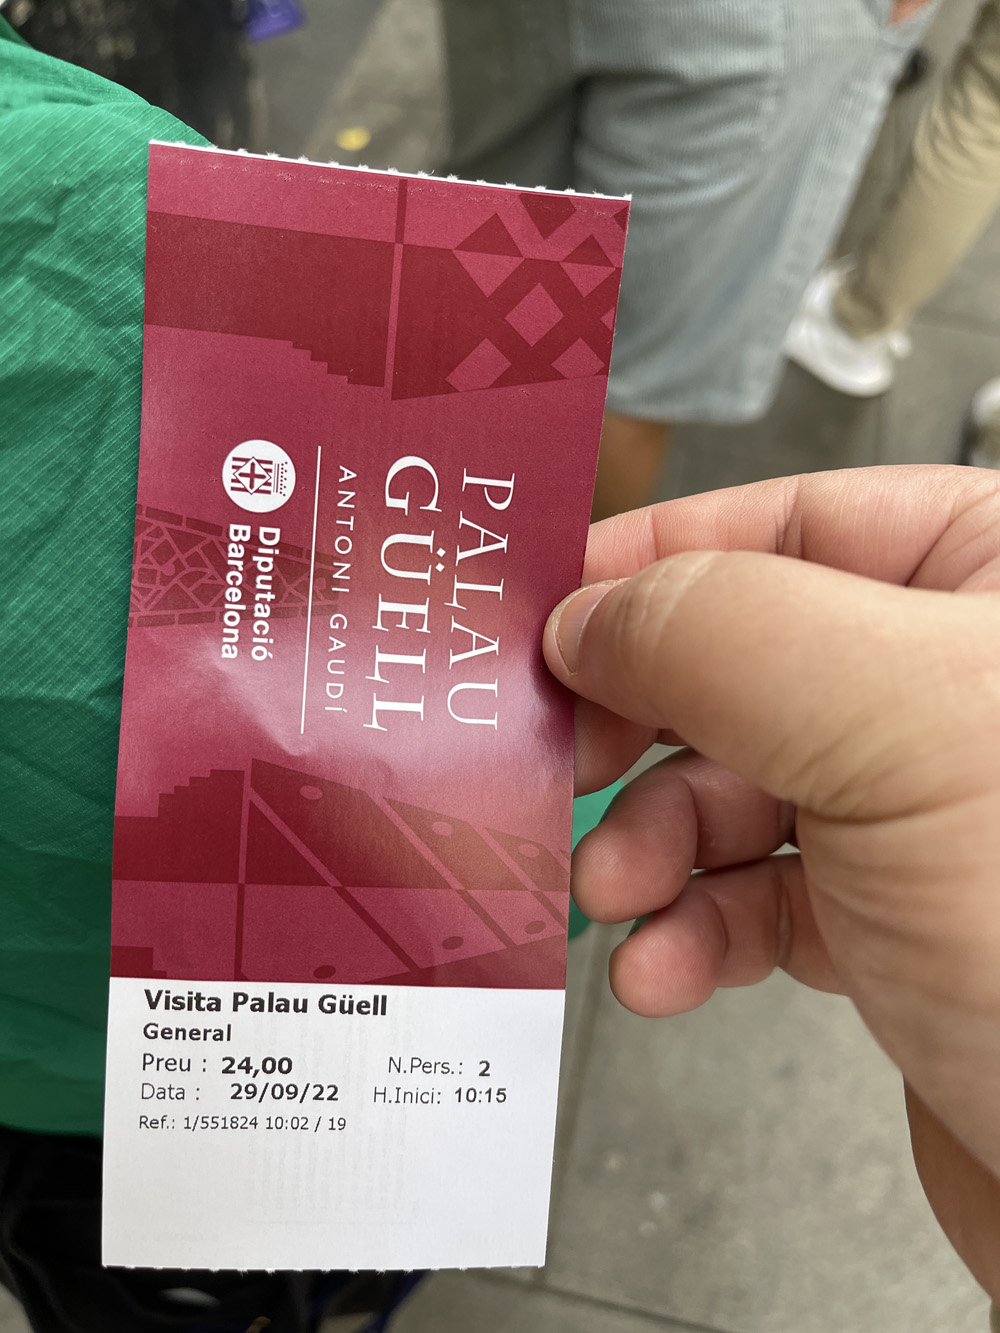 PALAU
GÜELL
ANTONI GAUDÍ
Diputació
Barcelona
Visita Palau Güell
General
Preu : 24,00 N.Pers.: 2
Data : 29/09/22 H.Inici: 10:15
Ref.: 1/551824 10:02 / 19